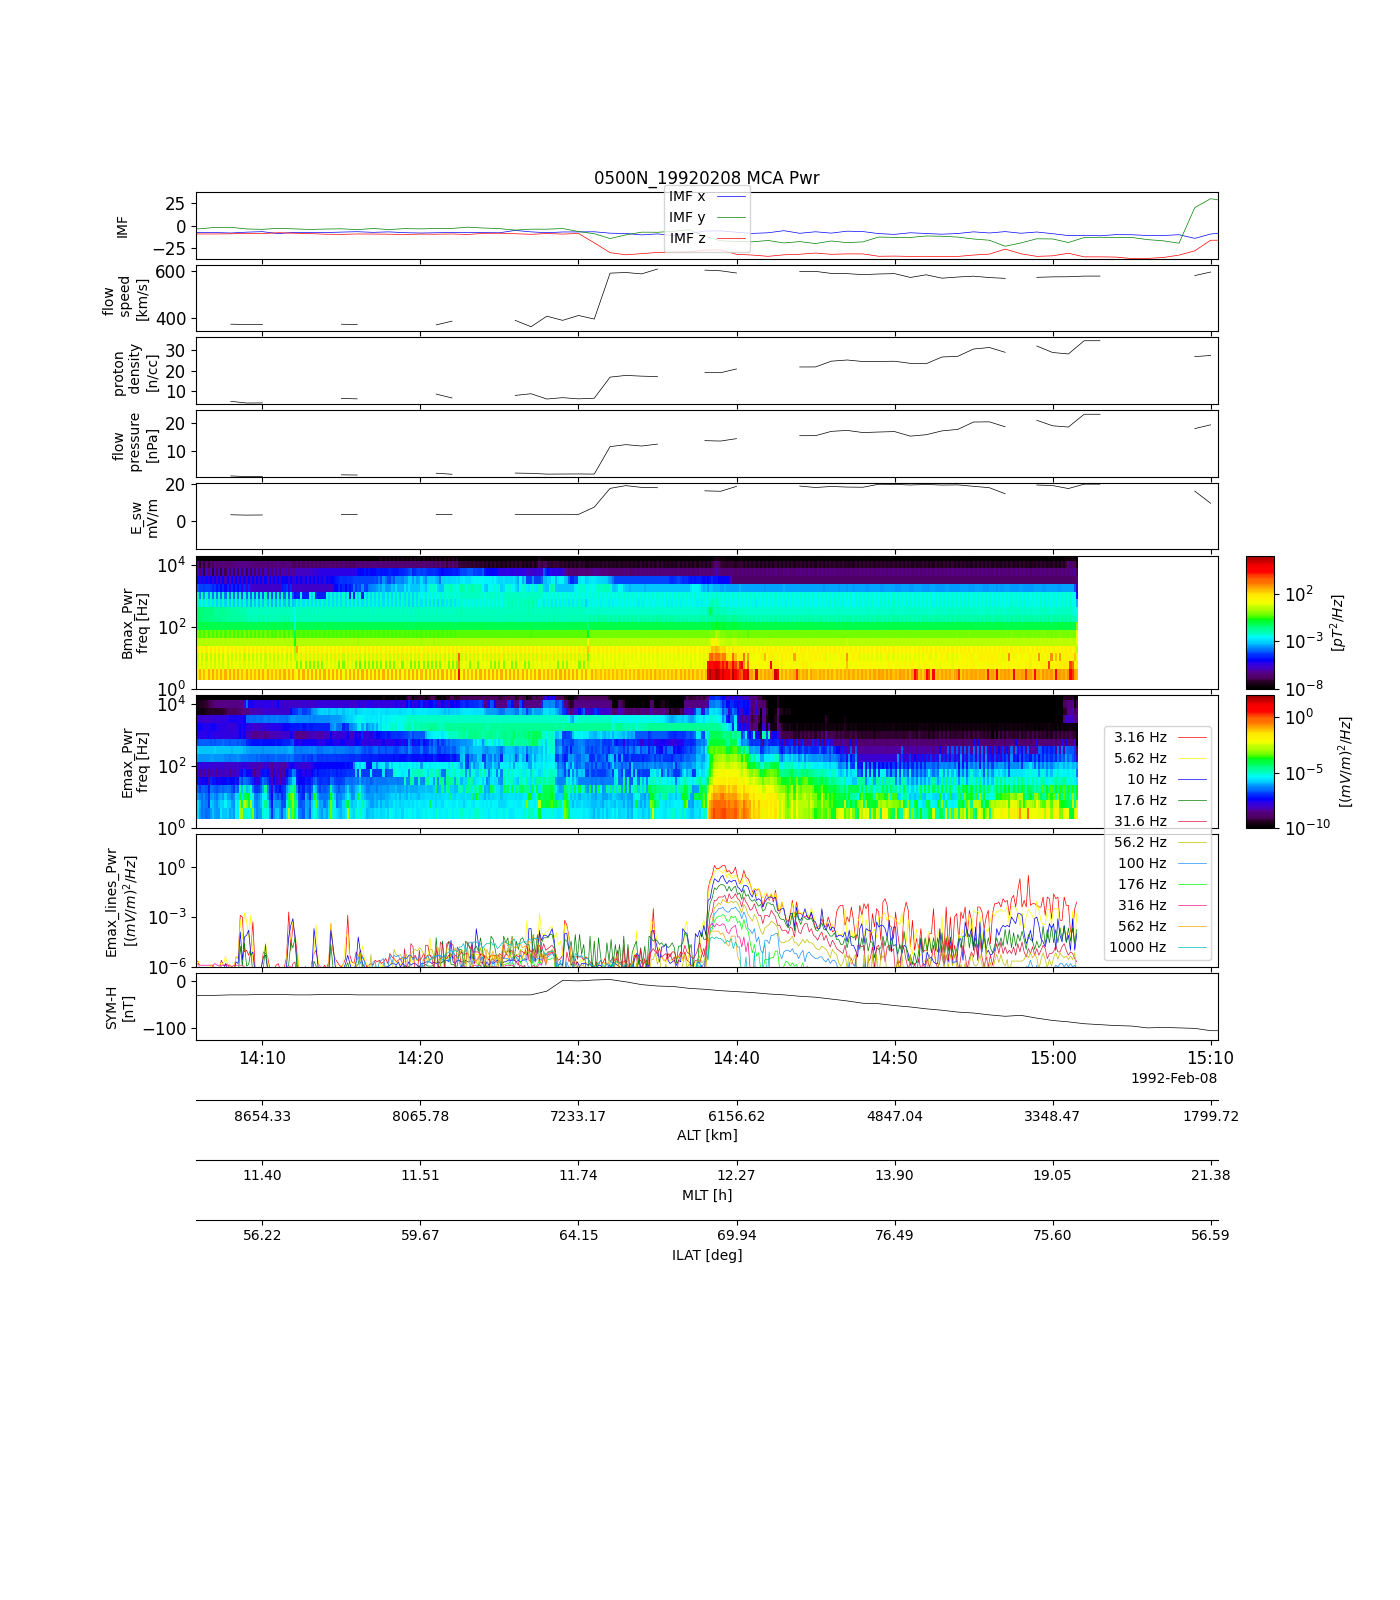 0500N_19920208 MCA Pwr
25
0
−25
IMF
IMF x
IMF y
IMF z
600
400
flow
speed
[km/s]
30
20
10
proton
density
[n/cc]
20
10
flow
pressure
[nPa]
20
0
E_sw
mV/m
10^4
10^2
10^0
Bmax_Pwr
freq [Hz]
10^2
10^−3
10^−8
[pT^2/Hz]
10^4
10^2
10^0
Emax_Pwr
freq [Hz]
10^0
10^−5
10^−10
[(mV/m)^2/Hz]
3.16 Hz
5.62 Hz
10 Hz
17.6 Hz
31.6 Hz
56.2 Hz
100 Hz
176 Hz
316 Hz
562 Hz
1000 Hz
10^0
10^−3
10^−6
Emax_lines_Pwr
[(mV/m)^2/Hz]
0
−100
SYM-H
[nT]
14:10 14:20 14:30 14:40 14:50 15:00 15:10
1992-Feb-08
8654.33 8065.78 7233.17 6156.62 4847.04 3348.47 1799.72
ALT [km]
11.40 11.51 11.74 12.27 13.90 19.05 21.38
MLT [h]
56.22 59.67 64.15 69.94 76.49 75.60 56.59
ILAT [deg]